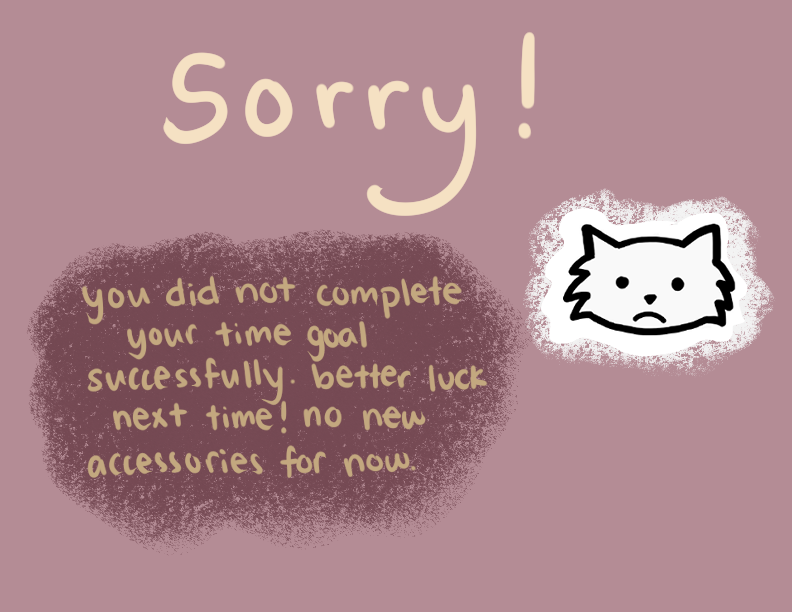 Sorry!
you did not complete
your time goal
successfully. better luck
next time! no new
accessories for now.